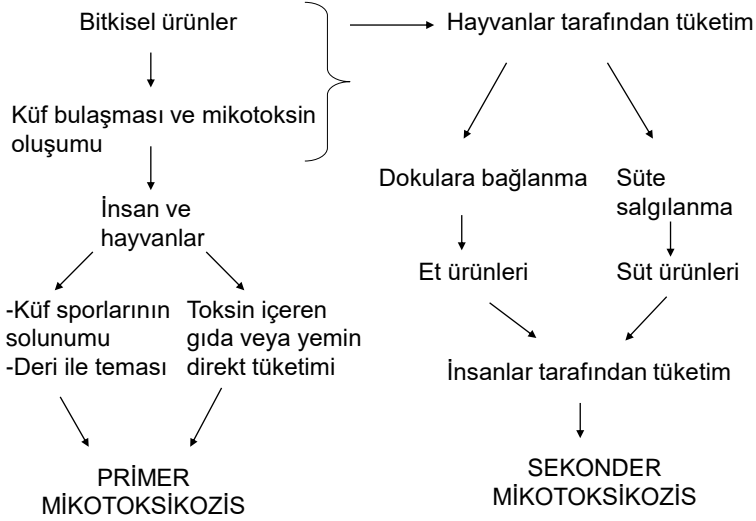 Bitkisel ürünler
Küf bulaşması ve mikotoksin
oluşumu
İnsan ve
hayvanlar
-Küf sporlarının
solunumu
-Deri ile teması
Toksin içeren
gıda veya yemin
direkt tüketimi
PRİMER
MİKOTOKSİKOZİS
Hayvanlar tarafından tüketim
Dokulara bağlanma
Süte
salgılanma
Et ürünleri
Süt ürünleri
İnsanlar tarafından tüketim
SEKONDER
MİKOTOKSİKOZİS